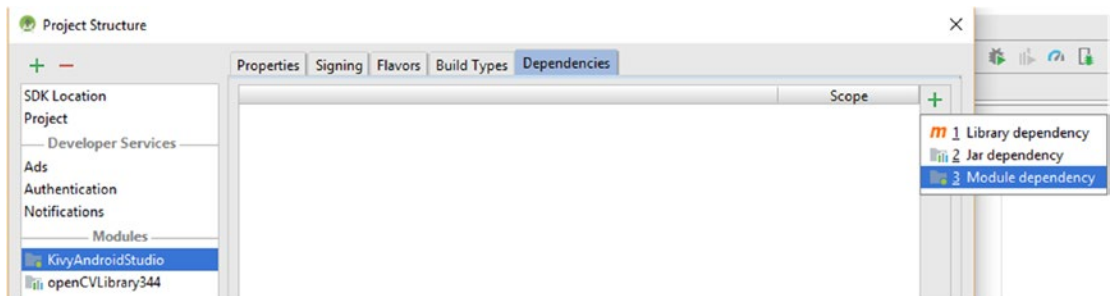 Project Structure
Properties Signing Flavors Build Types Dependencies
SDK Location
Project
Developer Services
Ads
Authentication
Notifications
Modules
KivyAndroidStudio
openCVLibrary344
Scope
m 1 Library dependency
2 Jar dependency
3 Module dependency